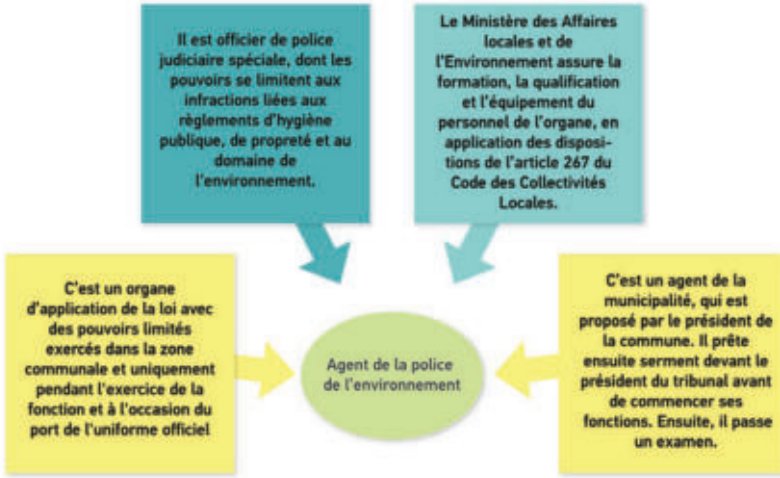 Il est officier de police
judiciaire spéciale, dont les
pouvoirs se limitent aux
infractions liées aux
règlements d'hygiène
publique, de propreté et au
domaine de
l'environnement.
Le Ministère des Affaires
locales et de
l'Environnement assure la
formation, la qualification
et l'équipement du
personnel de l'organe, en
application des disposi-
tions de l'article 267 du
Code des Collectivités
Locales.
C'est un organe
d'application de la loi avec
des pouvoirs limités
exercés dans la zone
communale et uniquement
pendant l'exercice de la
fonction et à l'occasion du
port de l'uniforme officiel
Agent de la police
de l'environnement
C'est un agent de la
municipalité, qui est
proposé par le président de
la commune. Il prête
ensuite serment devant le
président du tribunal avant
de commencer ses
fonctions. Ensuite, il passe
un examen.